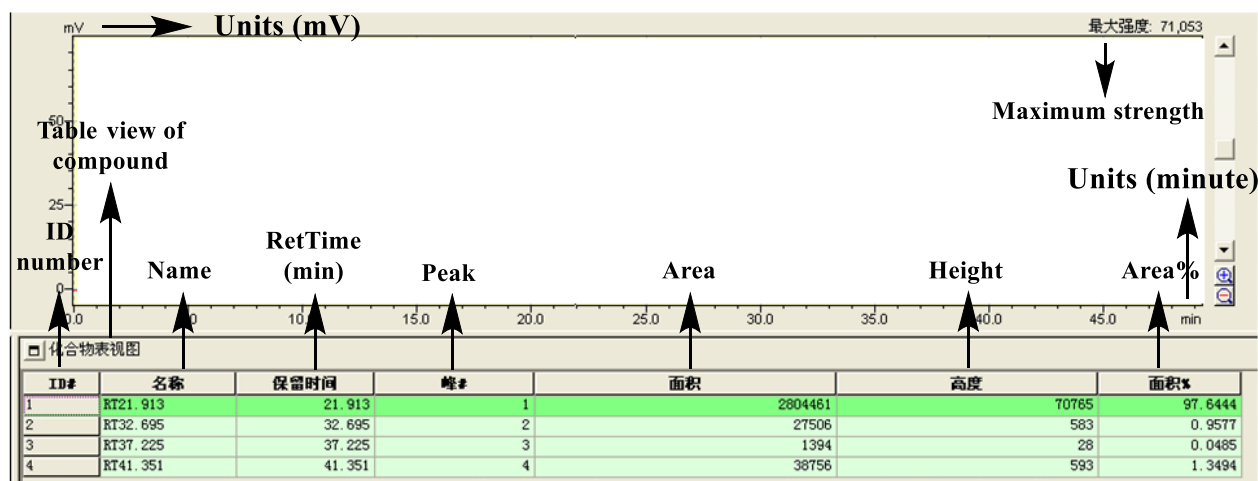 mV
Units (mV)
最大强度: 71,053
Maximum strength
50
Table view of
compound
Units (minute)
25
ID
number
Name
RetTime
(min)
Peak
Area
Height
Area%
0
15.0 20.0 25.0 30.0 35.0 40.0 45.0 min
化合物表视图
ID# 名称 保留时间 峰# 面积 高度 面积%
1 RT21.913 21.913 1 2804461 70765 97.6444
2 RT32.695 32.695 2 27506 583 0.9577
3 RT37.225 37.225 3 1394 28 0.0485
4 RT41.351 41.351 4 38756 593 1.3494